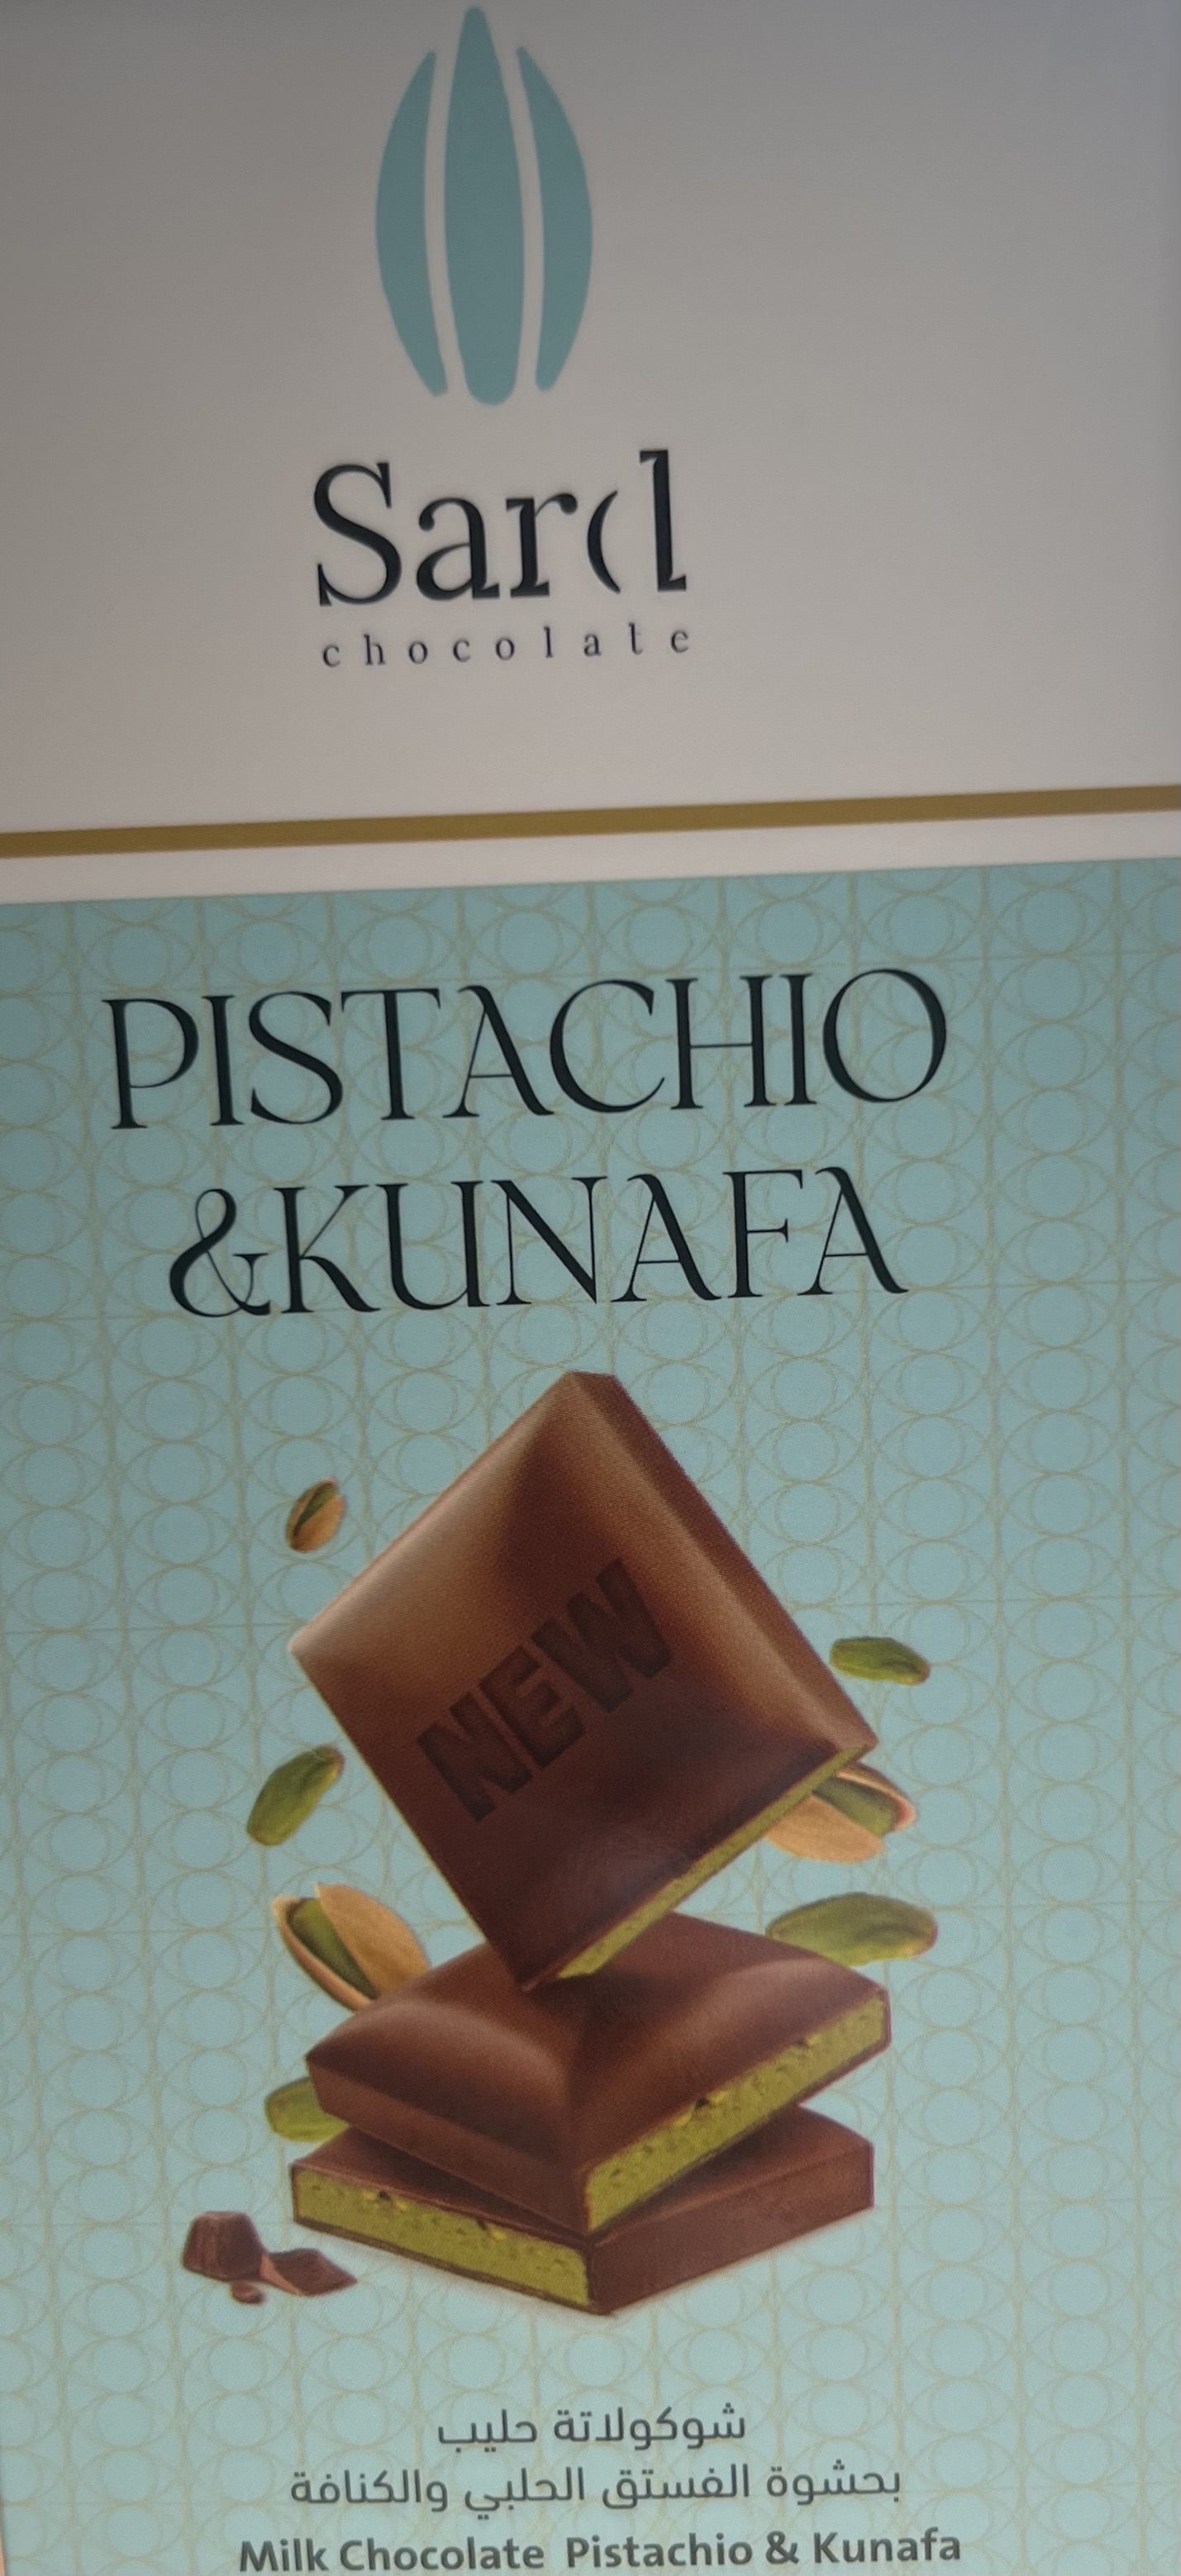 Sard
chocolate
PISTACHIO
&KUNAFA
NEW
شوكولاتة حليب
بحشوة الفستق الحلبي والكنافة
Milk Chocolate Pistachio & Kunafa